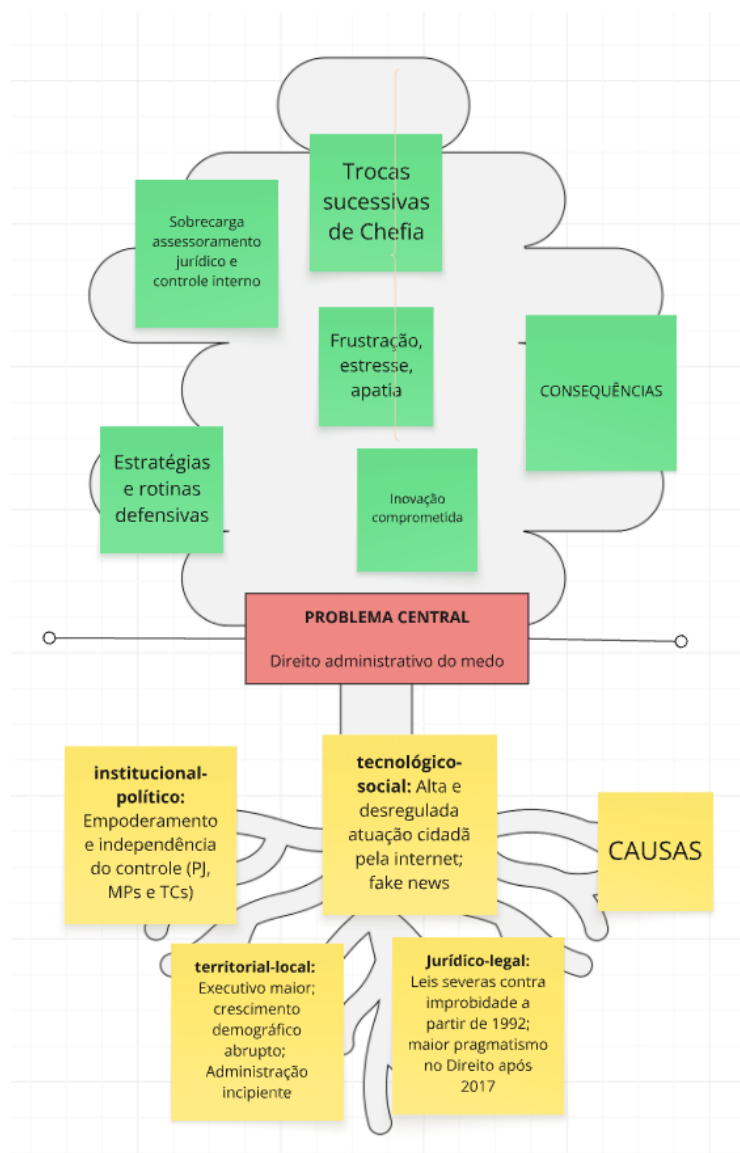 Trocas
sucessivas
de Chefia
Sobrecarga
assessoramento
jurídico e
controle interno
Frustração,
estresse,
apatia
CONSEQUÊNCIAS
Estratégias
e rotinas
defensivas
Inovação
comprometida
PROBLEMA CENTRAL
Direito administrativo do medo
institucional-
político:
Empoderamento
e independência
do controle (PJ,
MPs e TCs)
tecnológico-
social: Alta e
desregulada
atuação cidadã
pela internet;
fake news
CAUSAS
territorial-local:
Executivo maior;
crescimento
demográfico
abrupto;
Administração
incipiente
Jurídico-legal:
Leis severas contra
improbidade a
partir de 1992;
maior pragmatismo
no Direito após
2017